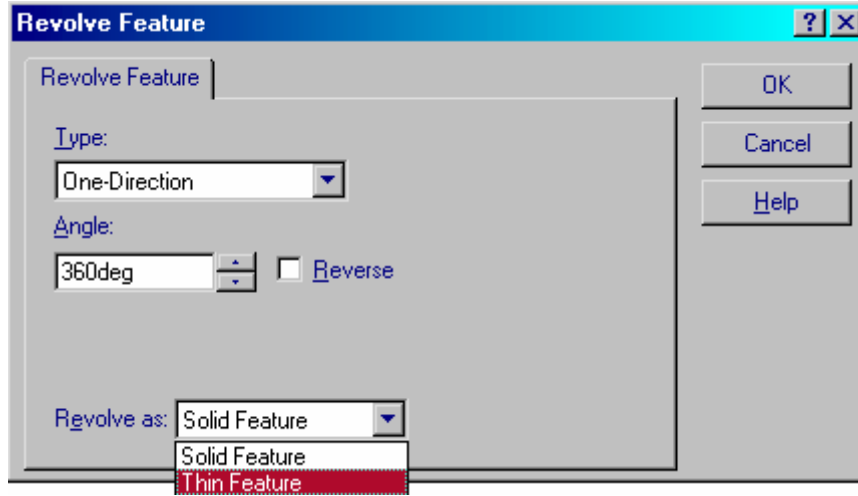 Revolve Feature
Revolve Feature
OK
Type:
Cancel
One-Direction
Help
Angle:
360deg
Reverse
Revolve as: Solid Feature
Solid Feature
Thin Feature